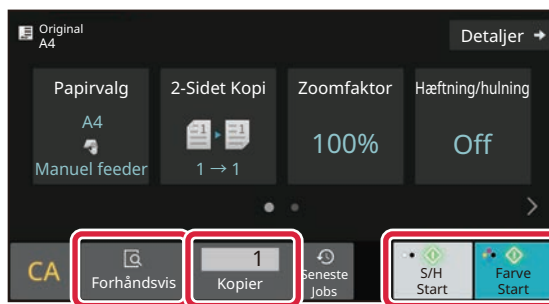 Original
A4
Detaljer
Papirvalg
A4
Manuel feeder
2-Sidet Kopi
1 → 1
Zoomfaktor
100%
Hæftning/hulning
Off
CA
Forhåndsvis
1
Kopier
Seneste
Jobs
S/H
Start
Farve
Start